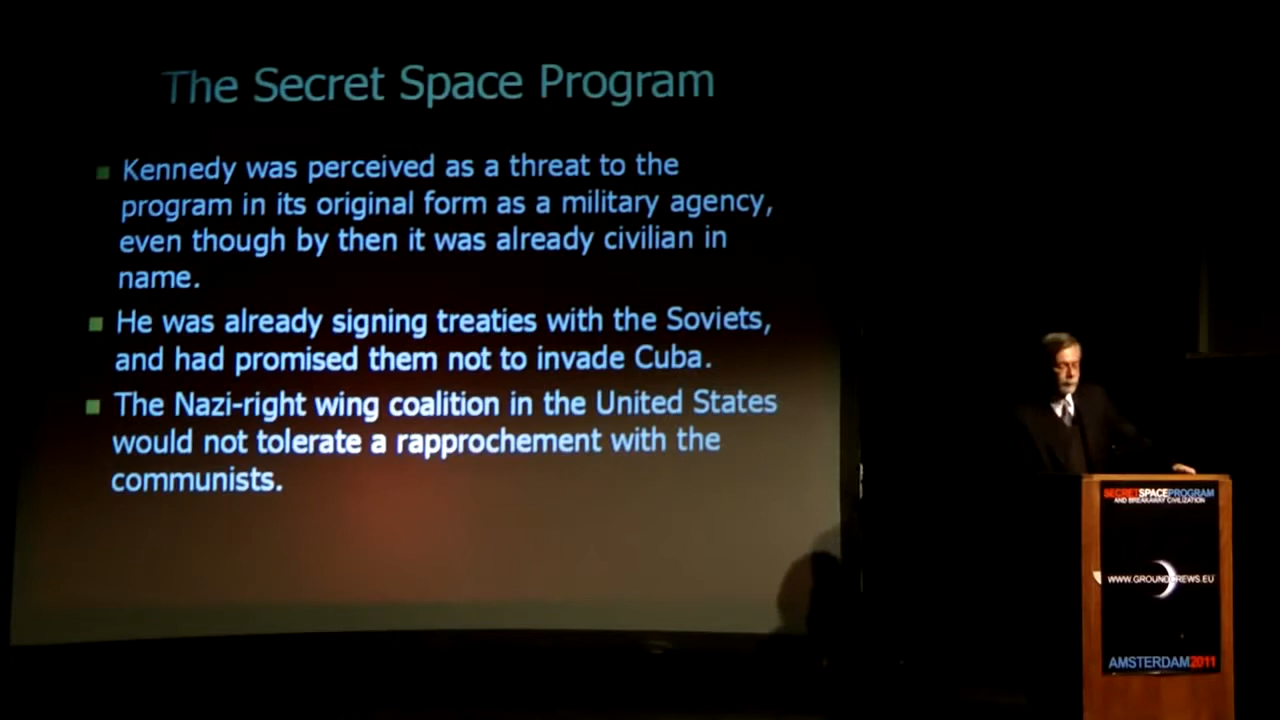 The Secret Space Program
Kennedy was perceived as a threat to the
program in its original form as a military agency,
even though by then it was already civilian in
name.
He was already signing treaties with the Soviets,
and had promised them not to invade Cuba.
The Nazi-right wing coalition in the United States
would not tolerate a rapprochement with the
communists.
SECRETSPACEPROGRAM
AND BREAKAWAY CIVILIZATION
WWW.GROUNDCREWS.EU
AMSTERDAM2011